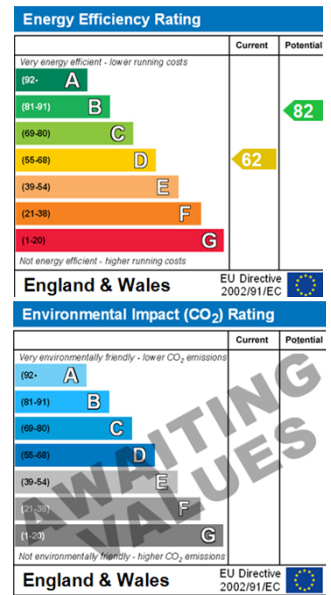 Energy Efficiency Rating
Current Potential
Very energy efficient - lower running costs
(92- A
(81-91) B
82
(69-80) C
(55-68) D
62
(39-54) E
(21-38) F
(1-20) G
Not energy efficient - higher running costs
England & Wales
EU Directive
2002/91/EC
Environmental Impact (CO₂) Rating
Current Potential
Very environmentally friendly - lower CO₂ emissions
(92- A
(81-91) B
(69-80) C
(55-68) D
(39-54) E
(21-38) F
(1-20) G
AWAITING
VALUES
Not environmentally friendly - higher CO₂ emissions
England & Wales
EU Directive
2002/91/EC